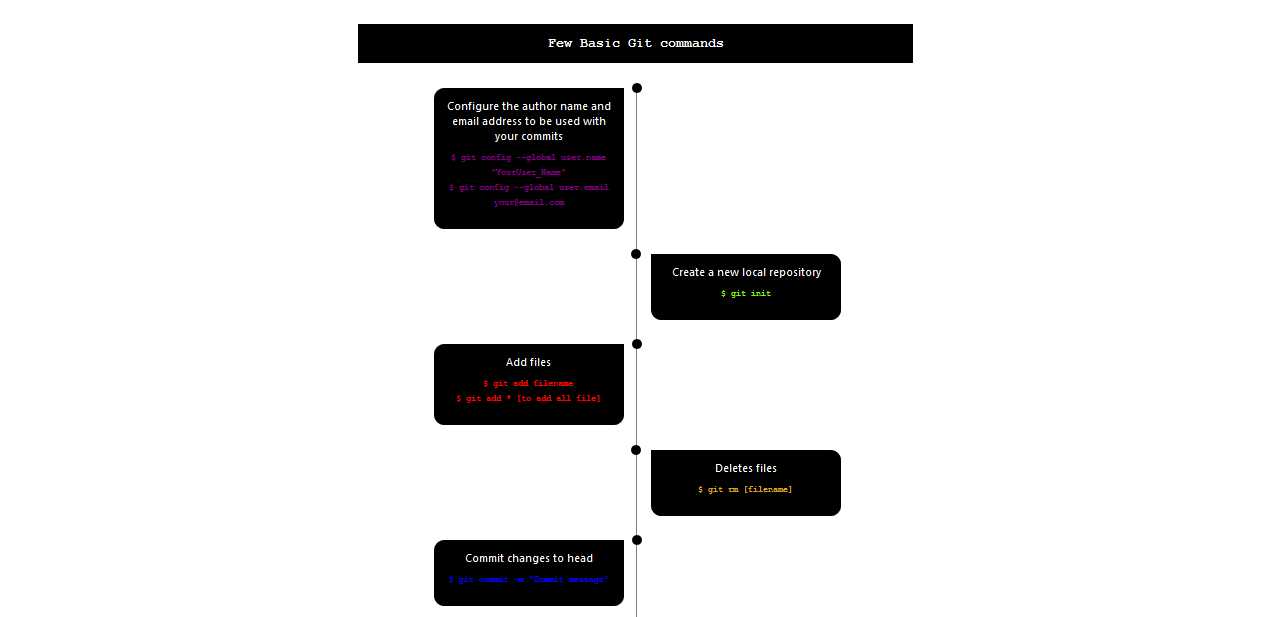 Few Basic Git commands
Configure the author name and
email address to be used with
your commits
$ git config --global user.name
"YourUser_Name"
$ git config --global user.email
your@email.com
Create a new local repository
$ git init
Add files
$ git add filename
$ git add * [to add all file]
Deletes files
$ git rm [filename]
Commit changes to head
$ git commit -m "Commit message"